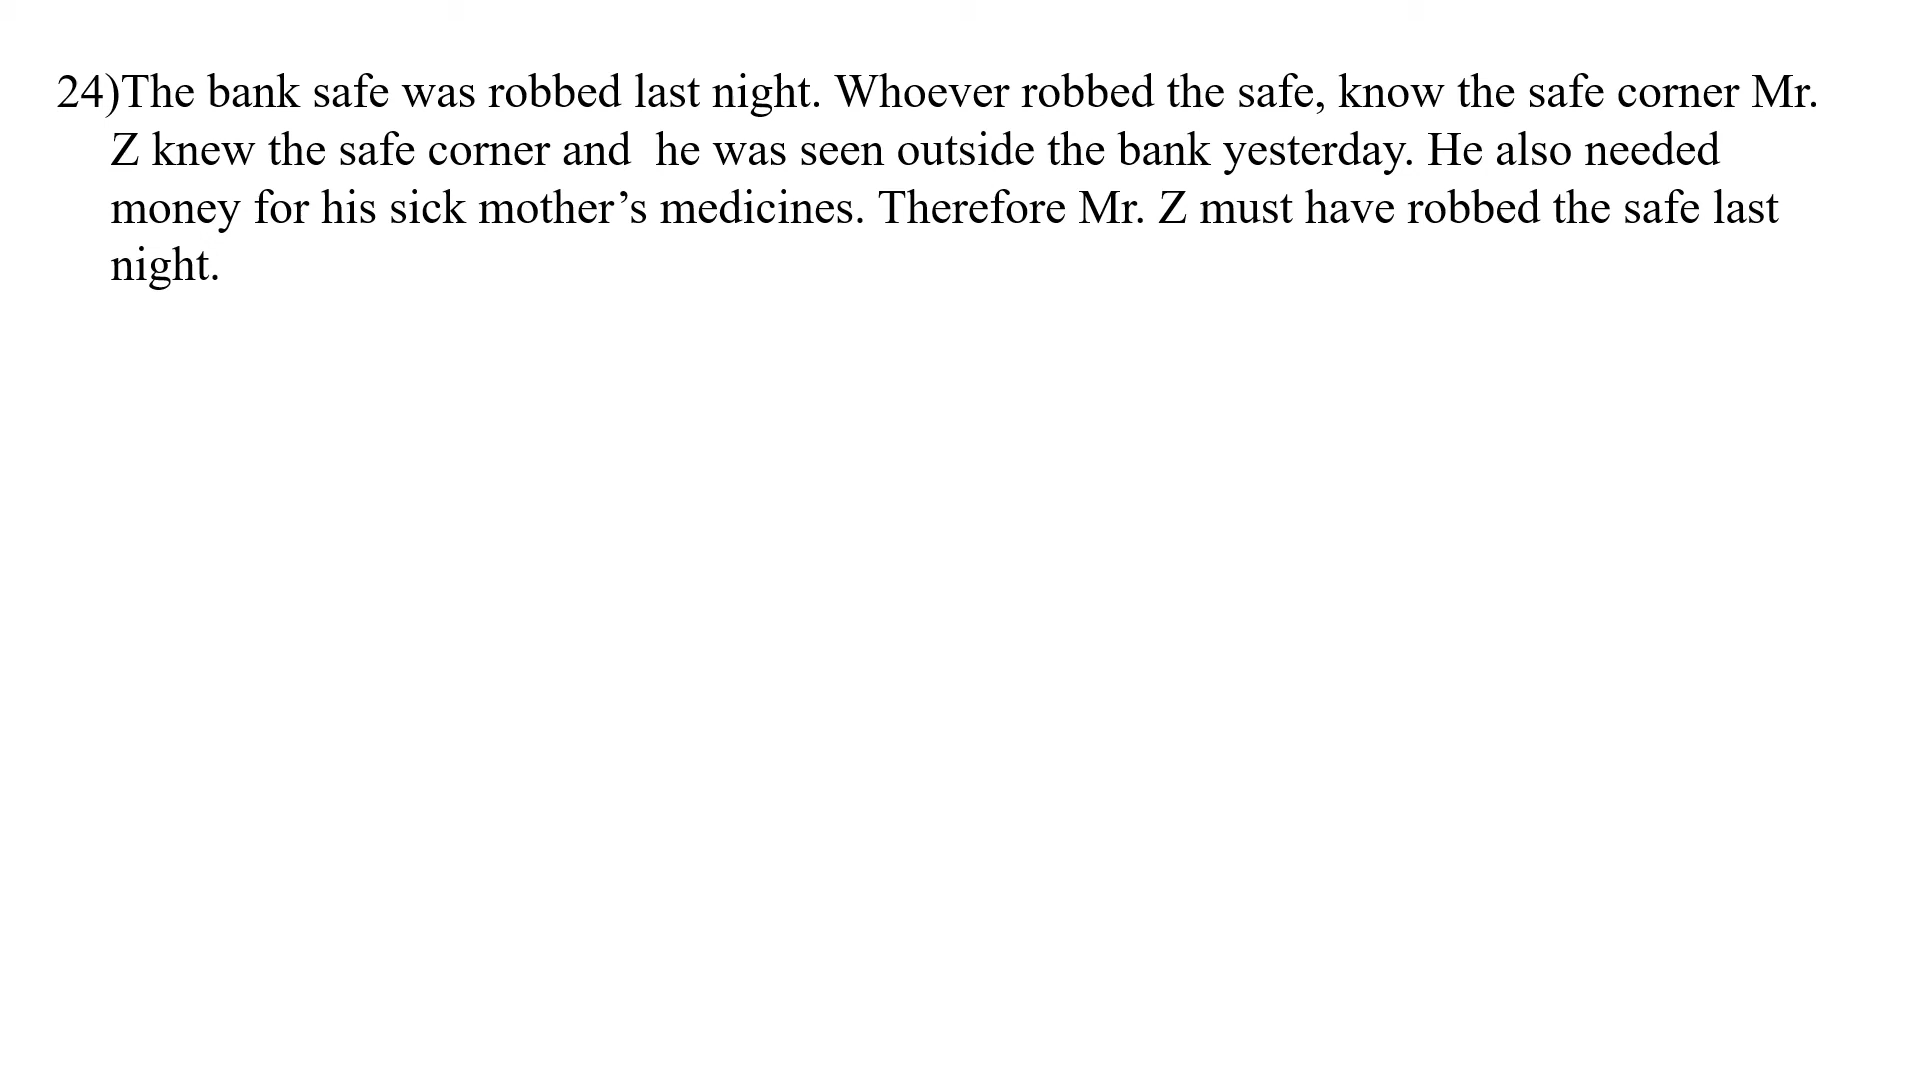 24)The bank safe was robbed last night. Whoever robbed the safe, know the safe corner Mr.
Z knew the safe corner and  he was seen outside the bank yesterday. He also needed
money for his sick mother’s medicines. Therefore Mr. Z must have robbed the safe last
night.